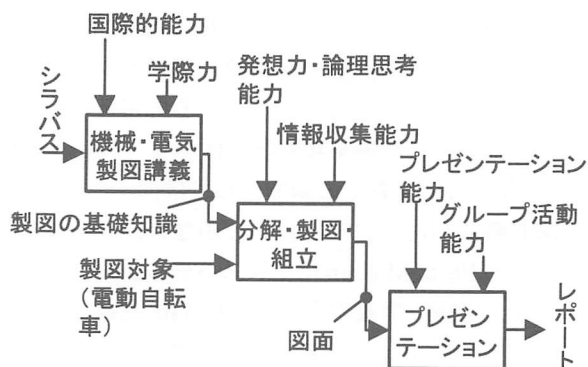 国際的能力
学際力
シラバス
機械・電気
製図講義
発想力・論理思考
能力
情報収集能力
製図の基礎知識
分解・製図・
組立
製図対象
（電動自転
車）
プレゼンテーション
能力
グループ活動
能力
図面
プレゼン
テーション
レポート